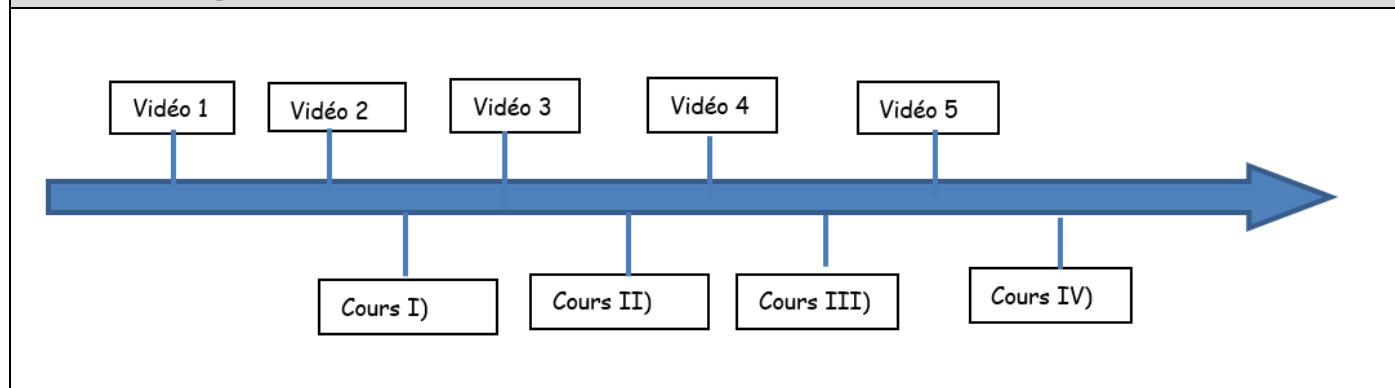 Vidéo 1
Vidéo 2
Vidéo 3
Vidéo 4
Vidéo 5
Cours I)
Cours II)
Cours III)
Cours IV)